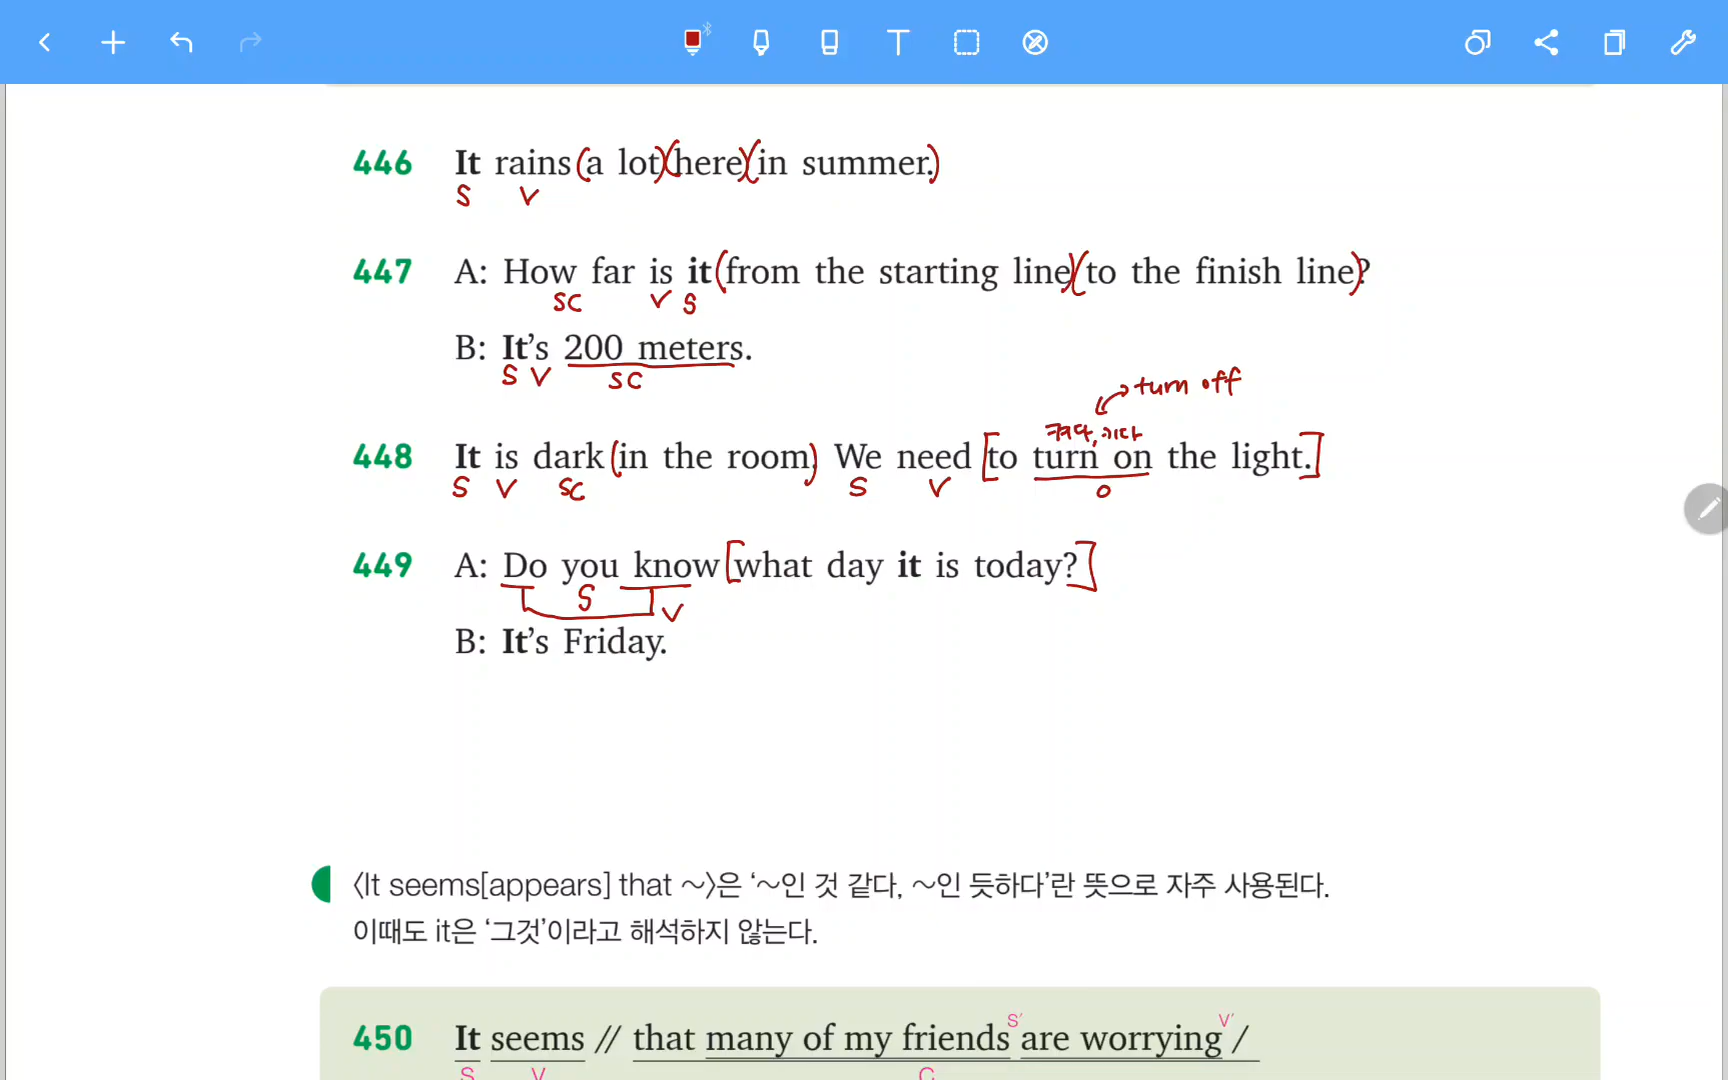 446 It rains (a lot) (here) (in summer.)
S V
447 A: How far is it (from the starting line) (to the finish line)?
SC V S
B: It's 200 meters.
S V SC
turn off
켜다, 키다
448 It is dark (in the room) We need [to turn on the light.]
S V SC S V O
449 A: Do you know [what day it is today?]
S V
B: It's Friday.
〈It seems[appears] that ~〉은 '~인 것 같다, ~인 듯하다'란 뜻으로 자주 사용된다.
이때도 it은 '그것'이라고 해석하지 않는다.
S' V'
450 It seems // that many of my friends are worrying /
S V C